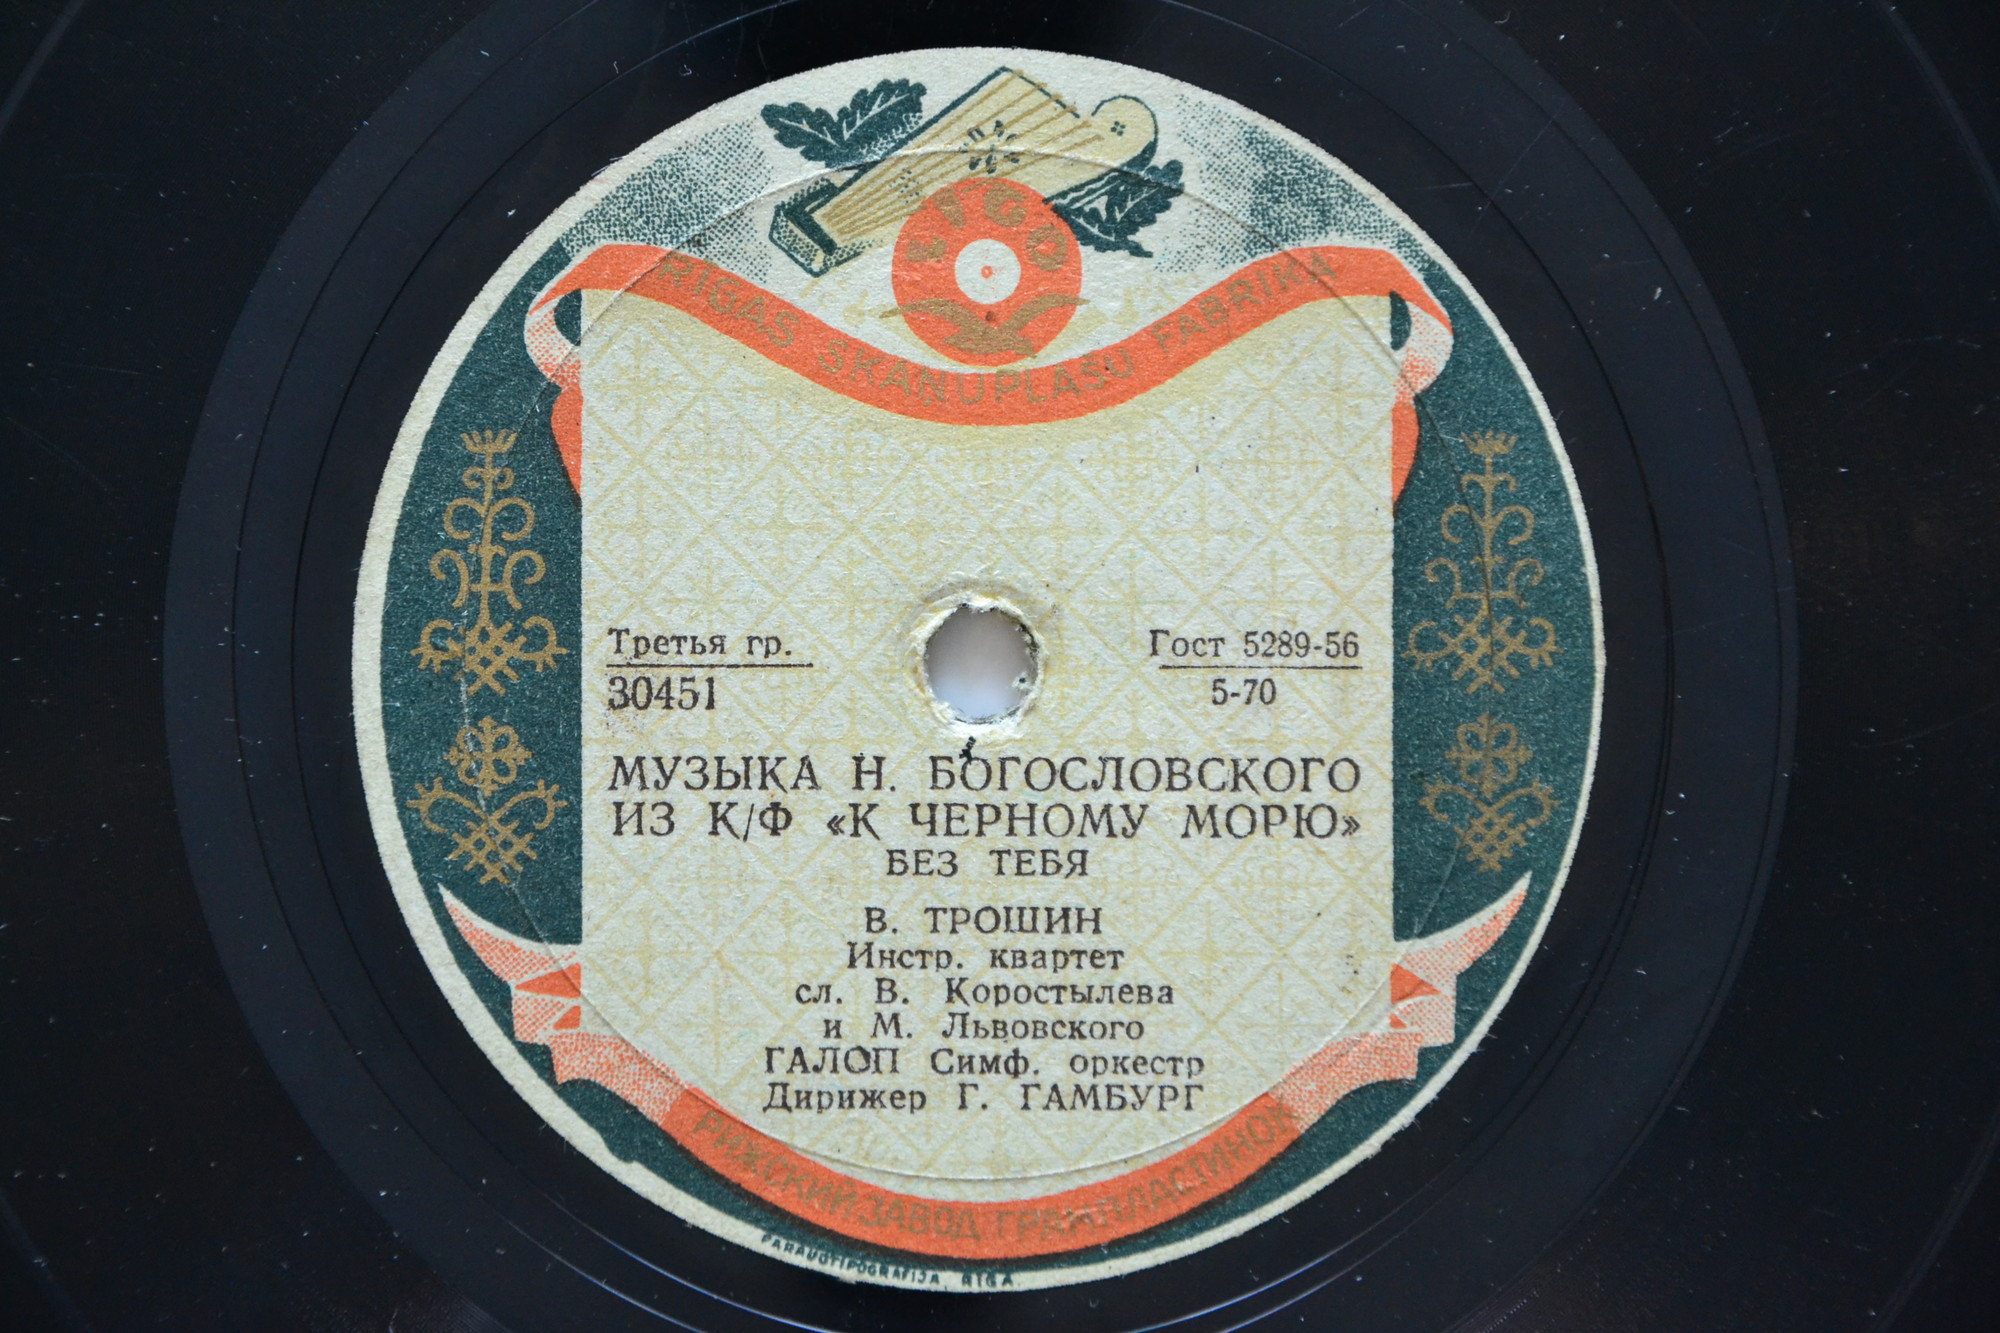 LIGO
RIGAS SKAŅUPLAŠU FABRIKA
Третья гр.
30451
Гост 5289-56
5-70
МУЗЫКА Н. БОГОСЛОВСКОГО
ИЗ К/Ф «К ЧЕРНОМУ МОРЮ»
БЕЗ ТЕБЯ
В. ТРОШИН
Инстр. квартет
сл. В. Коростылева
и М. Львовского
ГАЛОП Симф. оркестр
Дирижер Г. ГАМБУРГ
РИЖСКИЙ ЗАВОД ГРАМПЛАСТИНОК
PARAUGTIPOGRAFIJA, RIGA.